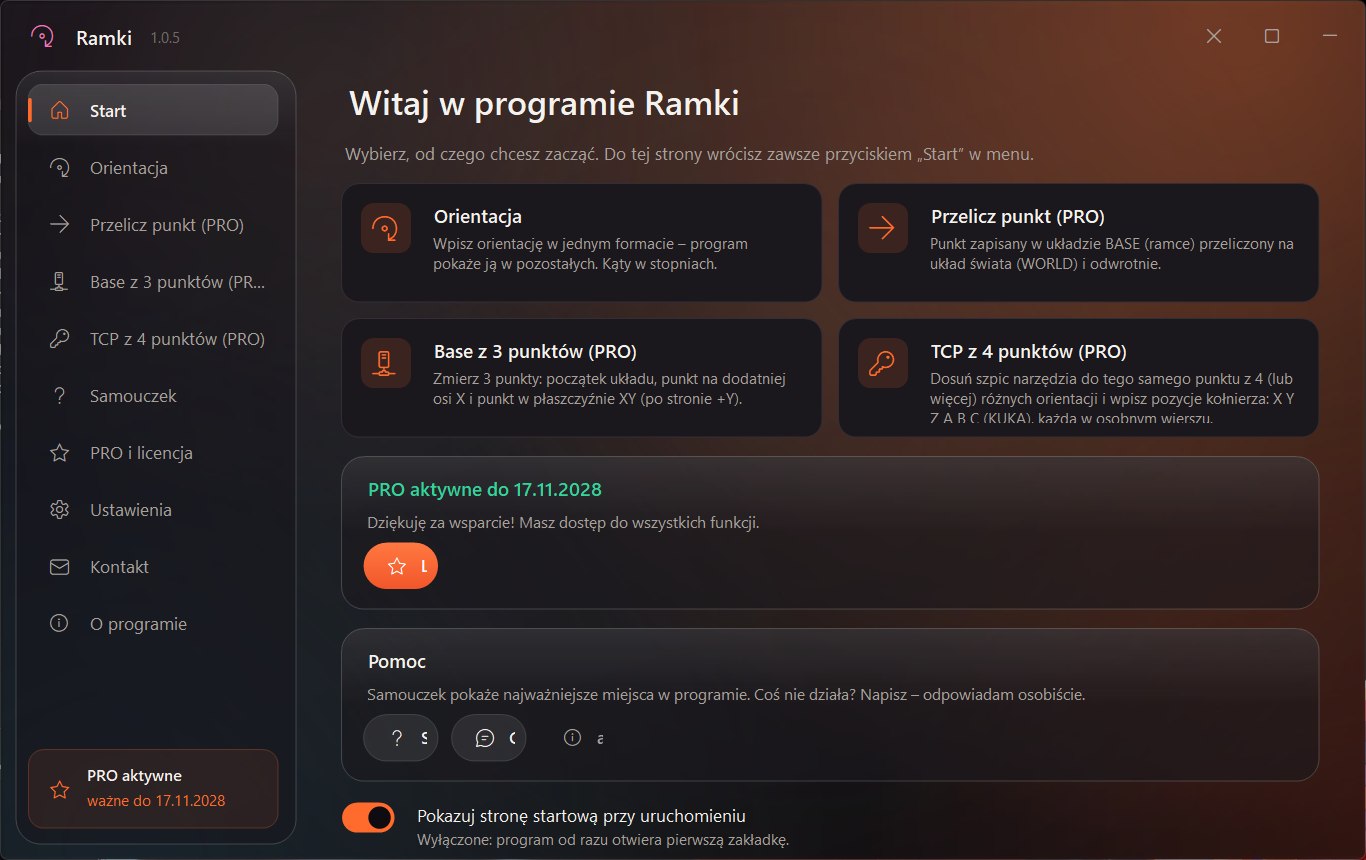 Ramki 1.0.5
Start
Orientacja
Przelicz punkt (PRO)
Base z 3 punktów (PR...
TCP z 4 punktów (PRO)
Samouczek
PRO i licencja
Ustawienia
Kontakt
O programie
PRO aktywne
ważne do 17.11.2028
Witaj w programie Ramki
Wybierz, od czego chcesz zacząć. Do tej strony wrócisz zawsze przyciskiem „Start” w menu.
Orientacja
Wpisz orientację w jednym formacie – program
pokaże ją w pozostałych. Kąty w stopniach.
Przelicz punkt (PRO)
Punkt zapisany w układzie BASE (ramce) przeliczony na
układ świata (WORLD) i odwrotnie.
Base z 3 punktów (PRO)
Zmierz 3 punkty: początek układu, punkt na dodatniej
osi X i punkt w płaszczyźnie XY (po stronie +Y).
TCP z 4 punktów (PRO)
Dosuń szpic narzędzia do tego samego punktu z 4 (lub
więcej) różnych orientacji i wpisz pozycje kołnierza: X Y
Z A B C (KUKA), każda w osobnym wierszu.
PRO aktywne do 17.11.2028
Dziękuję za wsparcie! Masz dostęp do wszystkich funkcji.
Pomoc
Samouczek pokaże najważniejsze miejsca w programie. Coś nie działa? Napisz – odpowiadam osobiście.
Pokazuj stronę startową przy uruchomieniu
Wyłączone: program od razu otwiera pierwszą zakładkę.